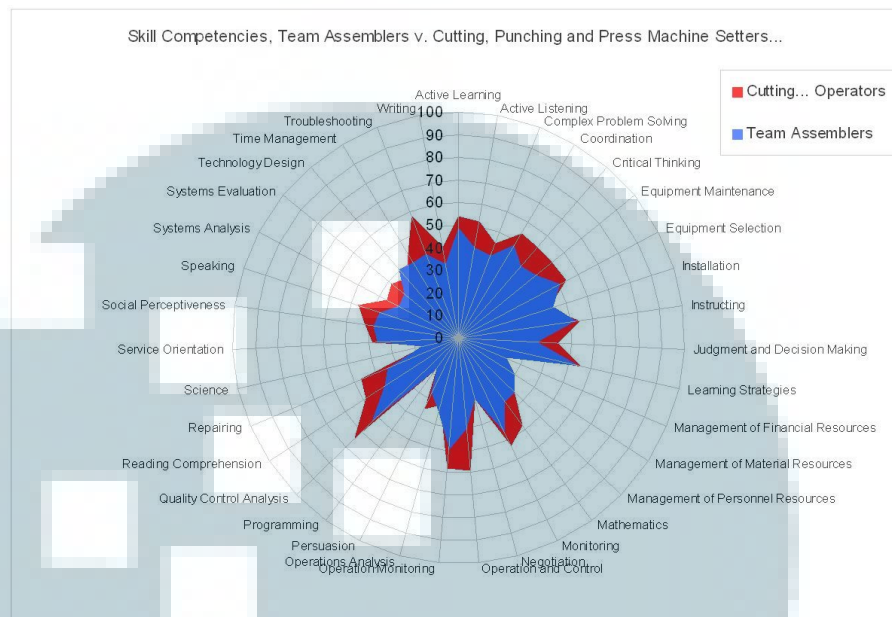 Skill Competencies, Team Assemblers v. Cutting, Punching and Press Machine Setters...
Cutting... Operators
Team Assemblers
Active Learning
Active Listening
Complex Problem Solving
Coordination
Critical Thinking
Equipment Maintenance
Equipment Selection
Installation
Instructing
Judgment and Decision Making
Learning Strategies
Management of Financial Resources
Management of Material Resources
Management of Personnel Resources
Mathematics
Monitoring
Negotiation
Operation and Control
Operation Monitoring
Operations Analysis
Persuasion
Programming
Quality Control Analysis
Reading Comprehension
Repairing
Science
Service Orientation
Social Perceptiveness
Speaking
Systems Analysis
Systems Evaluation
Technology Design
Time Management
Troubleshooting
Writing
100
90
80
70
60
50
40
30
20
10
0